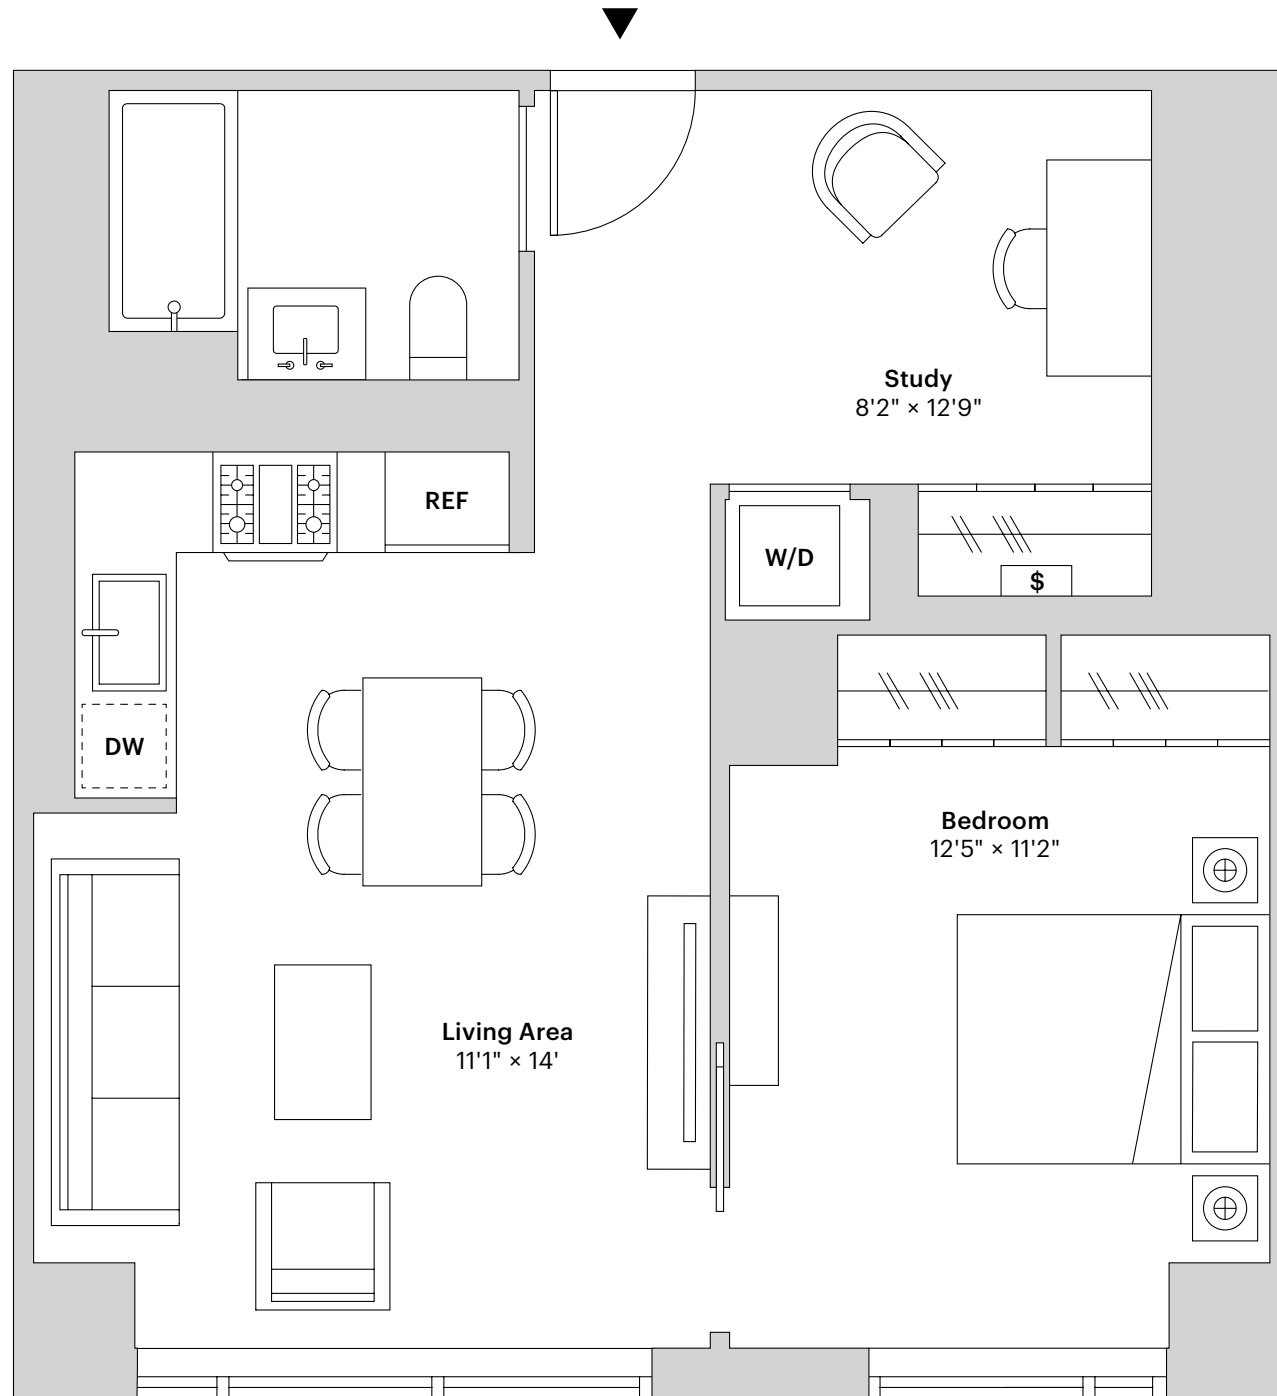 Study
8'2" × 12'9"
REF
W/D
$
DW
Bedroom
12'5" × 11'2"
Living Area
11'1" × 14'